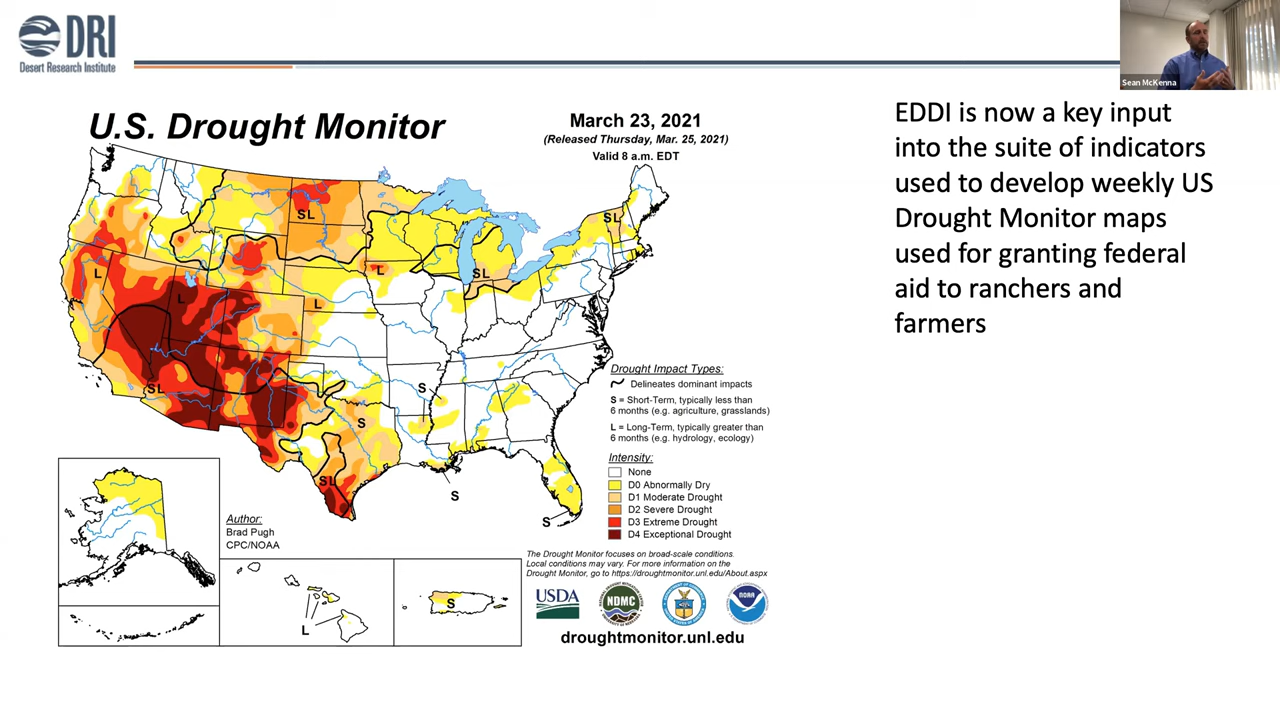 DRI
Desert Research Institute
Sean McKenna
U.S. Drought Monitor
March 23, 2021
(Released Thursday, Mar. 25, 2021)
Valid 8 a.m. EDT
EDDI is now a key input
into the suite of indicators
used to develop weekly US
Drought Monitor maps
used for granting federal
aid to ranchers and
farmers
SL
SL
L
L
SL
L
L
SL
S
S
SL
S
S
Drought Impact Types:
Delineates dominant impacts
S = Short-Term, typically less than
6 months (e.g. agriculture, grasslands)
L = Long-Term, typically greater than
6 months (e.g. hydrology, ecology)
Intensity:
None
D0 Abnormally Dry
D1 Moderate Drought
D2 Severe Drought
D3 Extreme Drought
D4 Exceptional Drought
Author:
Brad Pugh
CPC/NOAA
L
S
The Drought Monitor focuses on broad-scale conditions.
Local conditions may vary. For more information on the
Drought Monitor, go to https://droughtmonitor.unl.edu/About.aspx
USDA
NDMC
NOAA
droughtmonitor.unl.edu